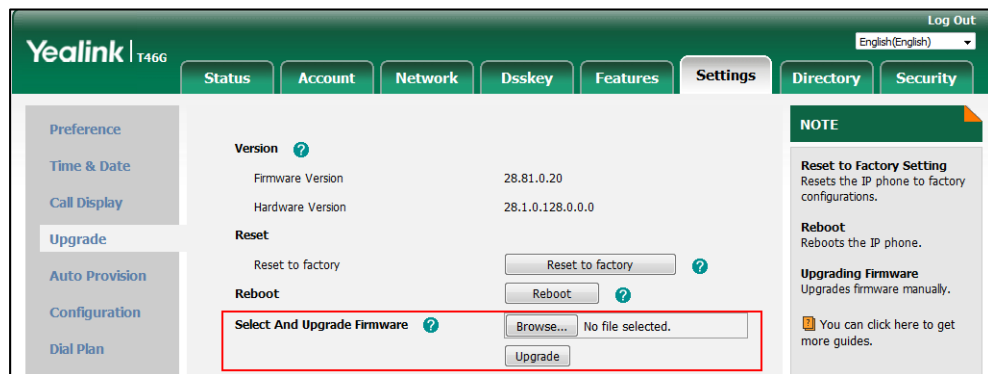 Log Out
Yealink T46G
English(English)
Status Account Network Dsskey Features Settings Directory Security
Preference
Time & Date
Call Display
Upgrade
Auto Provision
Configuration
Dial Plan
Version ?
Firmware Version 28.81.0.20
Hardware Version 28.1.0.128.0.0.0
Reset
Reset to factory Reset to factory ?
Reboot Reboot ?
Select And Upgrade Firmware ? Browse... No file selected.
Upgrade
NOTE
Reset to Factory Setting
Resets the IP phone to factory
configurations.
Reboot
Reboots the IP phone.
Upgrading Firmware
Upgrades firmware manually.
? You can click here to get
more guides.